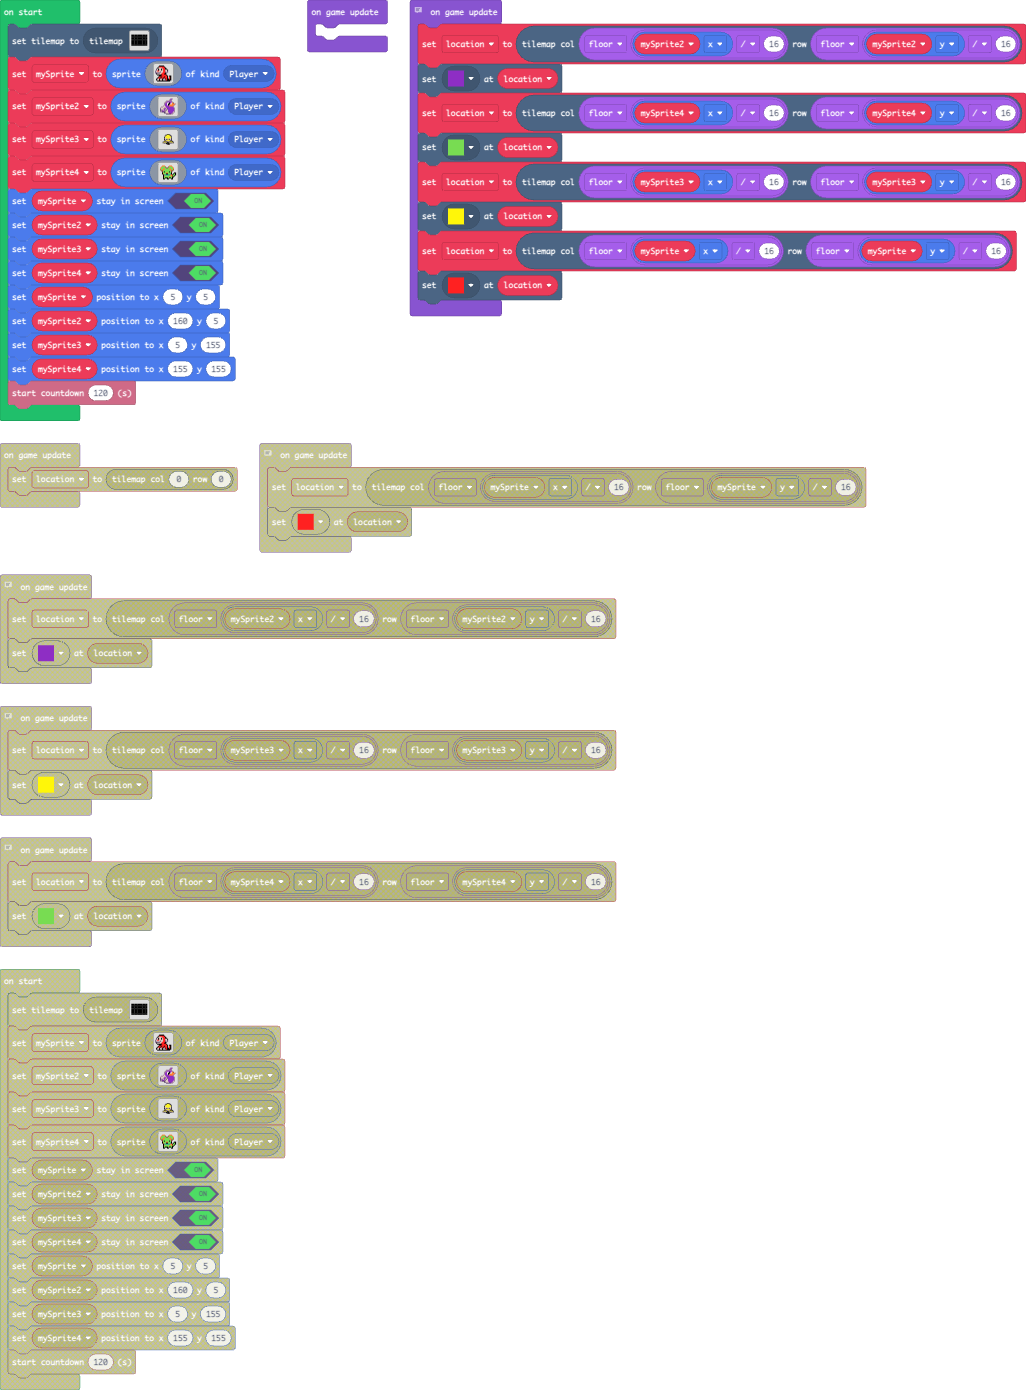 on start
set tilemap to tilemap
set mySprite to sprite of kind Player
set mySprite2 to sprite of kind Player
set mySprite3 to sprite of kind Player
set mySprite4 to sprite of kind Player
set mySprite stay in screen ON
set mySprite2 stay in screen ON
set mySprite3 stay in screen ON
set mySprite4 stay in screen ON
set mySprite position to x 5 y 5
set mySprite2 position to x 160 y 5
set mySprite3 position to x 5 y 155
set mySprite4 position to x 155 y 155
start countdown 120 (s)
on game update
on game update
set location to tilemap col floor mySprite2 x / 16 row floor mySprite2 y / 16
set at location
set location to tilemap col floor mySprite4 x / 16 row floor mySprite4 y / 16
set at location
set location to tilemap col floor mySprite3 x / 16 row floor mySprite3 y / 16
set at location
set location to tilemap col floor mySprite x / 16 row floor mySprite y / 16
set at location
on game update
set location to tilemap col 0 row 0
on game update
set location to tilemap col floor mySprite x / 16 row floor mySprite y / 16
set at location
on game update
set location to tilemap col floor mySprite2 x / 16 row floor mySprite2 y / 16
set at location
on game update
set location to tilemap col floor mySprite3 x / 16 row floor mySprite3 y / 16
set at location
on game update
set location to tilemap col floor mySprite4 x / 16 row floor mySprite4 y / 16
set at location
on start
set tilemap to tilemap
set mySprite to sprite of kind Player
set mySprite2 to sprite of kind Player
set mySprite3 to sprite of kind Player
set mySprite4 to sprite of kind Player
set mySprite stay in screen ON
set mySprite2 stay in screen ON
set mySprite3 stay in screen ON
set mySprite4 stay in screen ON
set mySprite position to x 5 y 5
set mySprite2 position to x 160 y 5
set mySprite3 position to x 5 y 155
set mySprite4 position to x 155 y 155
start countdown 120 (s)